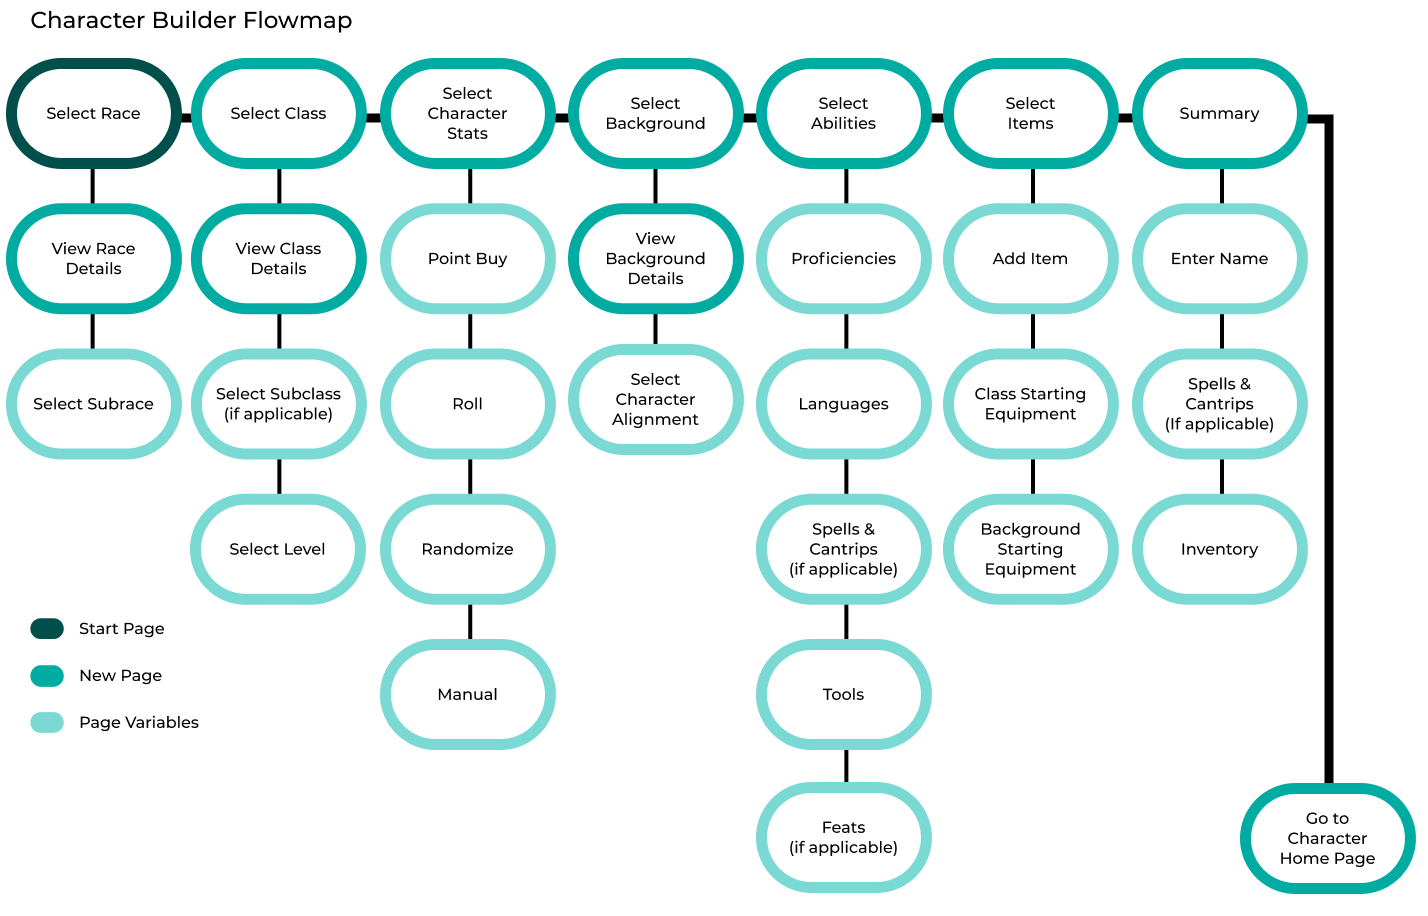 Character Builder Flowmap
Select Race
Select Class
Select
Character
Stats
Select
Background
Select
Abilities
Select
Items
Summary
View Race
Details
View Class
Details
Point Buy
View
Background
Details
Proficiencies
Add Item
Enter Name
Select Subrace
Select Subclass
(if applicable)
Roll
Select
Character
Alignment
Languages
Class Starting
Equipment
Spells &
Cantrips
(If applicable)
Select Level
Randomize
Spells &
Cantrips
(if applicable)
Background
Starting
Equipment
Inventory
Start Page
New Page
Page Variables
Manual
Tools
Feats
(if applicable)
Go to
Character
Home Page